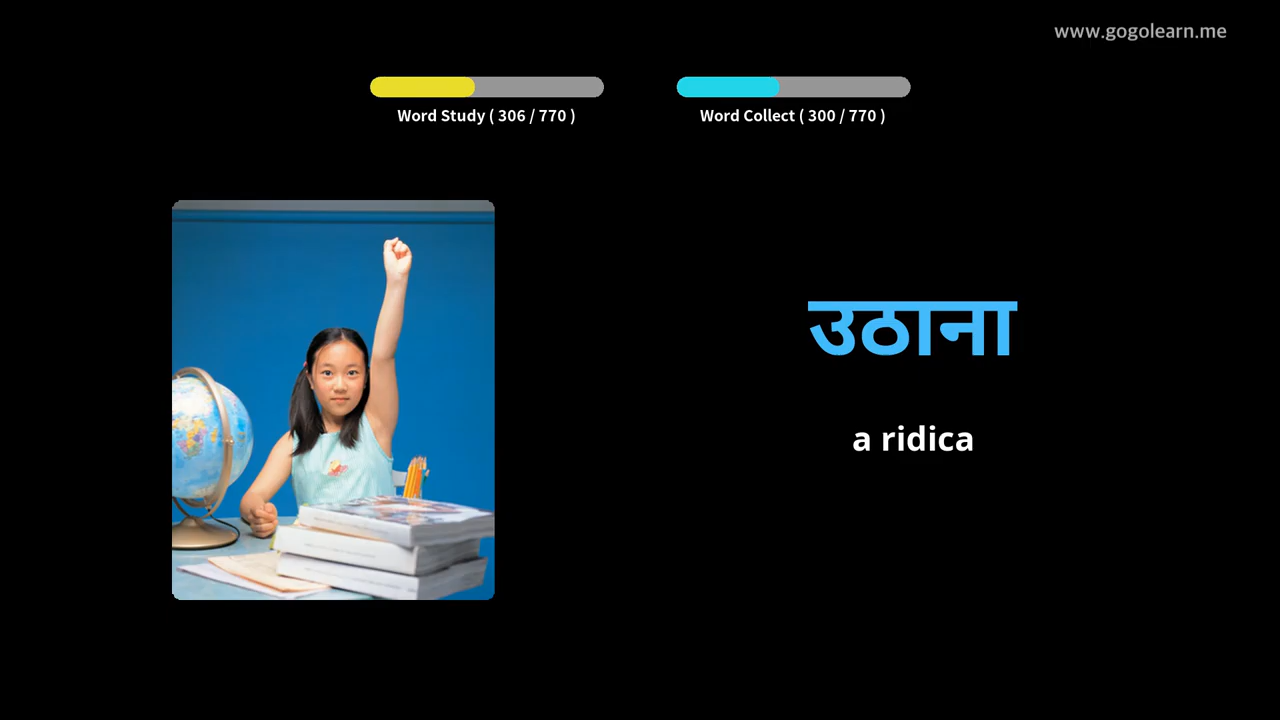 www.gogolearn.me
Word Study ( 306 / 770 )
Word Collect ( 300 / 770 )
उठाना
a ridica